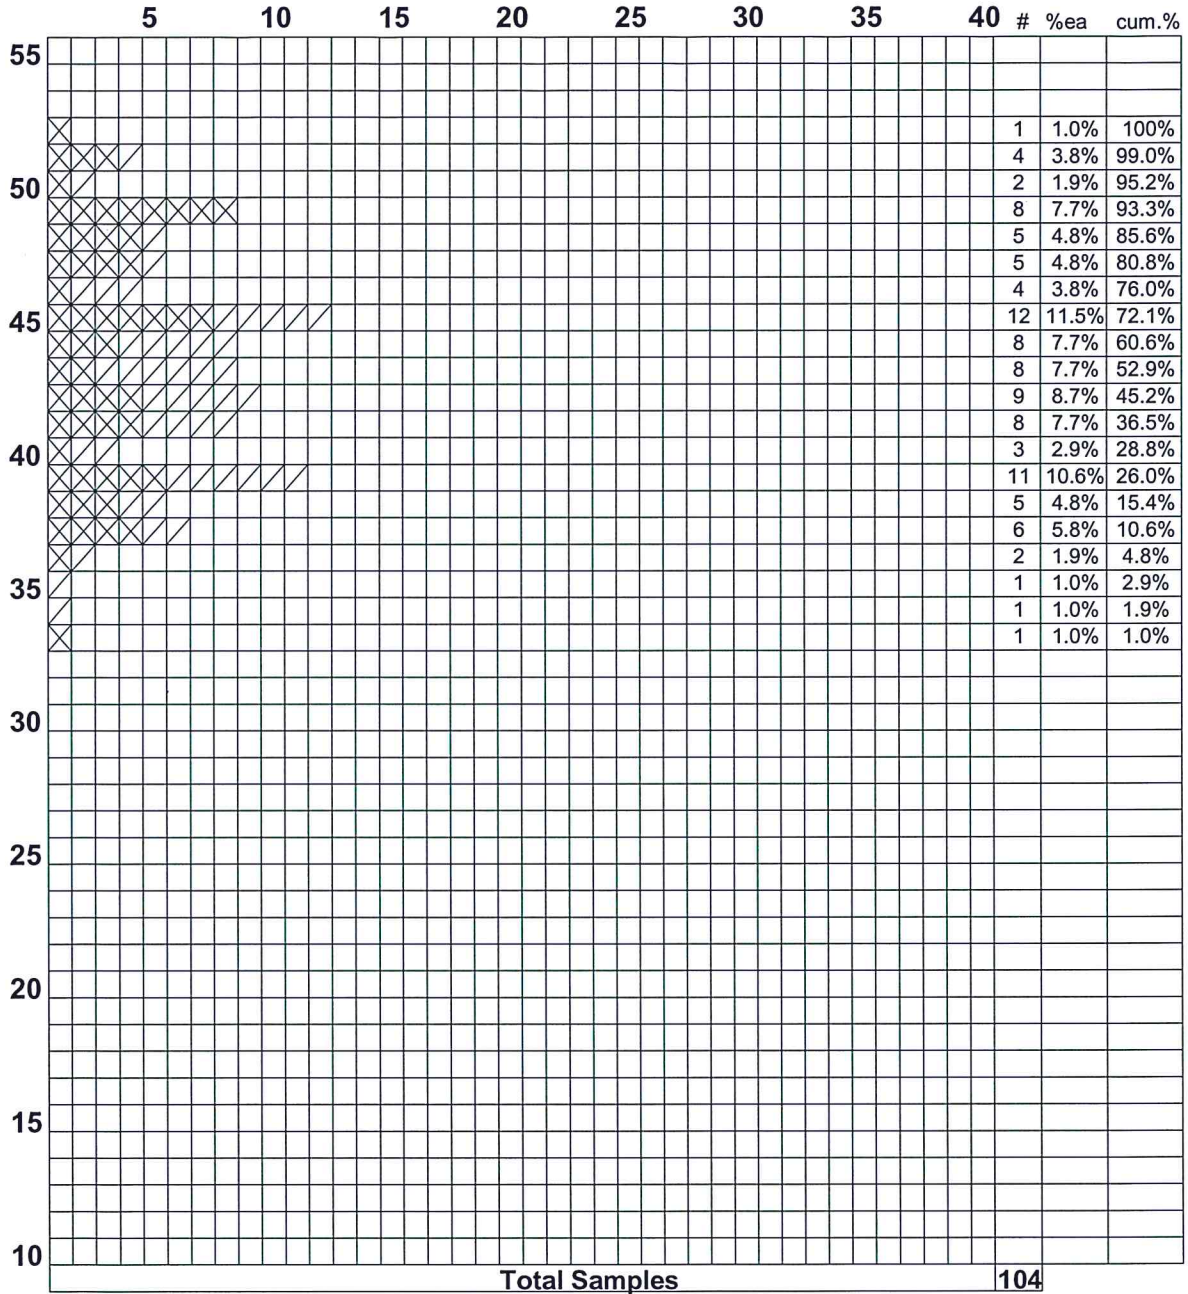 5 10 15 20 25 30 35 40 # %ea cum.%
55
1 1.0% 100%
4 3.8% 99.0%
50 2 1.9% 95.2%
8 7.7% 93.3%
5 4.8% 85.6%
5 4.8% 80.8%
4 3.8% 76.0%
45 12 11.5% 72.1%
8 7.7% 60.6%
8 7.7% 52.9%
9 8.7% 45.2%
8 7.7% 36.5%
40 3 2.9% 28.8%
11 10.6% 26.0%
5 4.8% 15.4%
6 5.8% 10.6%
2 1.9% 4.8%
35 1 1.0% 2.9%
1 1.0% 1.9%
1 1.0% 1.0%
30
25
20
15
10
Total Samples 104